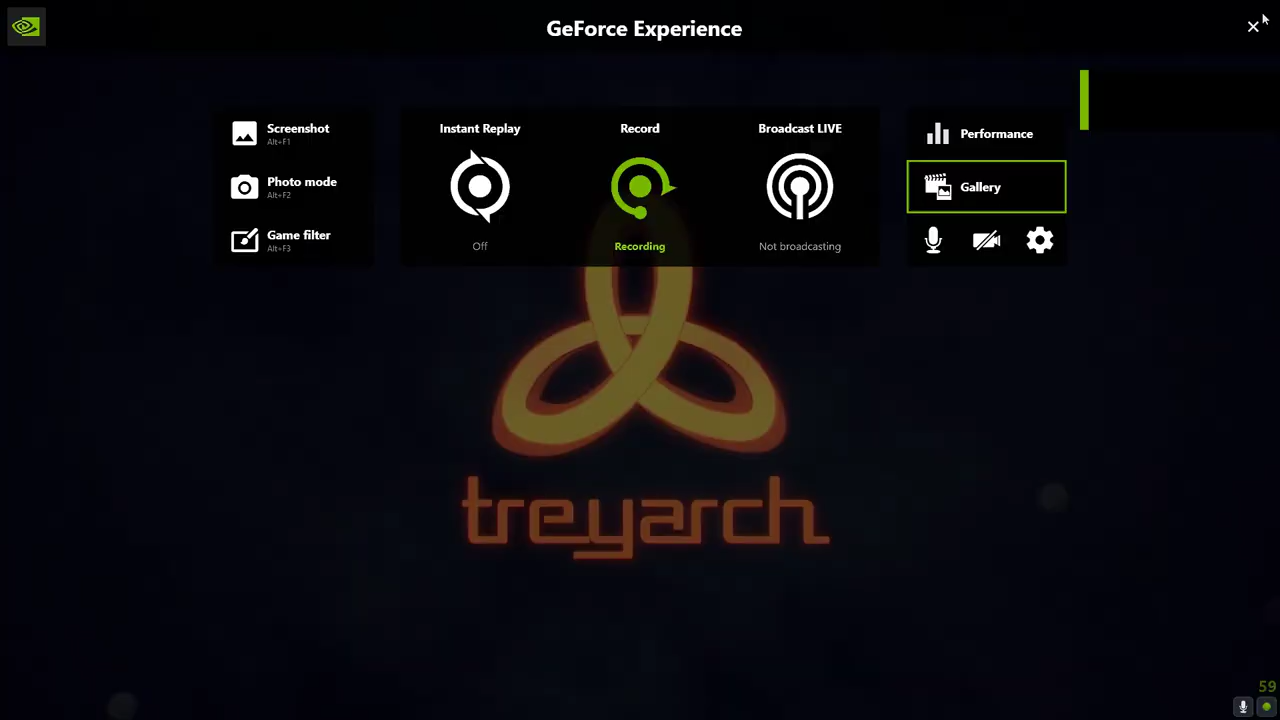 GeForce Experience
Screenshot
Alt+F1
Photo mode
Alt+F2
Game filter
Alt+F3
Instant Replay
Off
Record
Recording
Broadcast LIVE
Not broadcasting
Performance
Gallery
treyarch
59